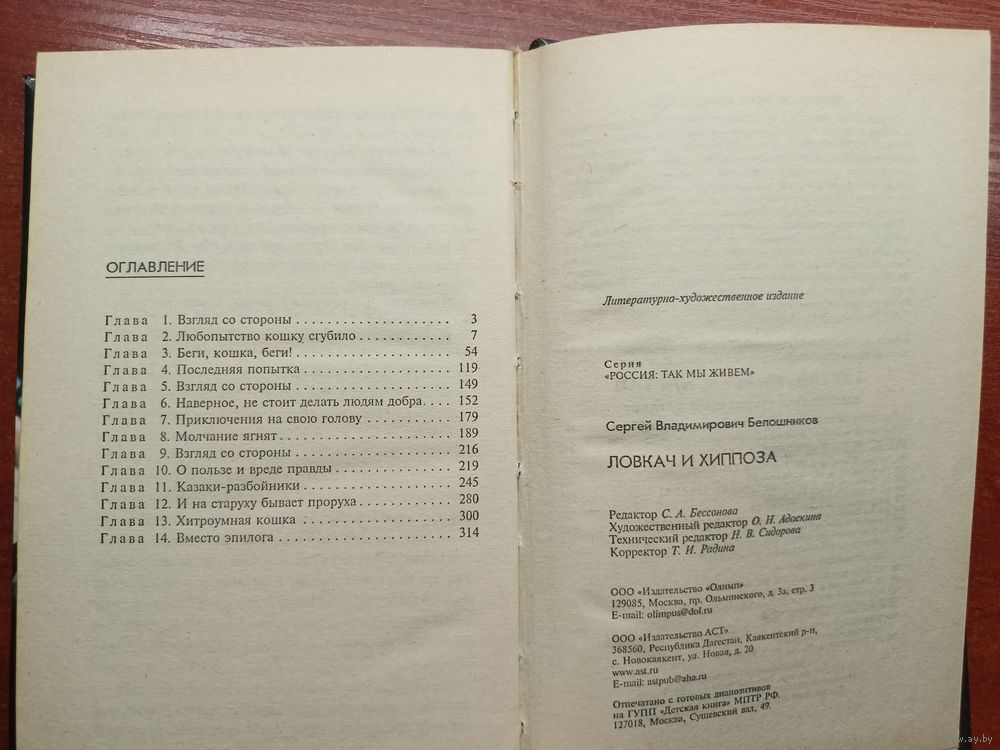 ОГЛАВЛЕНИЕ
Глава 1. Взгляд со стороны .................... 3
Глава 2. Любопытство кошку сгубило ............ 7
Глава 3. Беги, кошка, беги! .................... 54
Глава 4. Последняя попытка .................... 119
Глава 5. Взгляд со стороны .................... 149
Глава 6. Наверное, не стоит делать людям добра.... 152
Глава 7. Приключения на свою голову ............ 179
Глава 8. Молчание ягнят ....................... 189
Глава 9. Взгляд со стороны .................... 216
Глава 10. О пользе и вреде правды ............... 219
Глава 11. Казаки-разбойники .................... 245
Глава 12. И на старуху бывает проруха ............ 280
Глава 13. Хитроумная кошка .................... 300
Глава 14. Вместо эпилога ....................... 314
Литературно-художественное издание
Серия
«РОССИЯ: ТАК МЫ ЖИВЕМ»
Сергей Владимирович Белошников
ЛОВКАЧ И ХИППОЗА
Редактор С. А. Бессонова
Художественный редактор О. Н. Адаскина
Технический редактор Н. В. Сидорова
Корректор Т. И. Радина
ООО «Издательство «Олимп»
129085, Москва, пр. Ольминского, д. 3а, стр. 3
E-mail: olimpus@dol.ru
ООО «Издательство АСТ»
368560, Республика Дагестан, Каякентский р-н,
с. Новокаякент, ул. Новая, д. 20
www.ast.ru
E-mail: astpub@aha.ru
Отпечатано с готовых диапозитивов
на ГУПП «Детская книга» МПТР РФ.
127018, Москва, Сущевский вал, 49.
www.ay.by